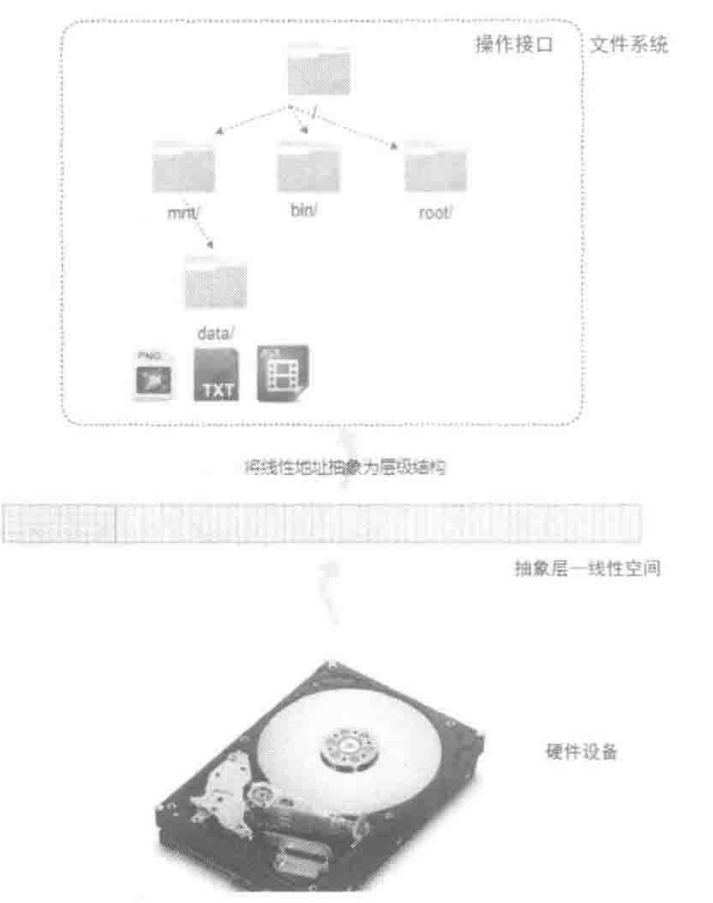 操作接口
文件系统
/
mnt/
bin/
root/
data/
PNG
TXT
将线性地址抽象为层级结构
抽象层—线性空间
硬件设备